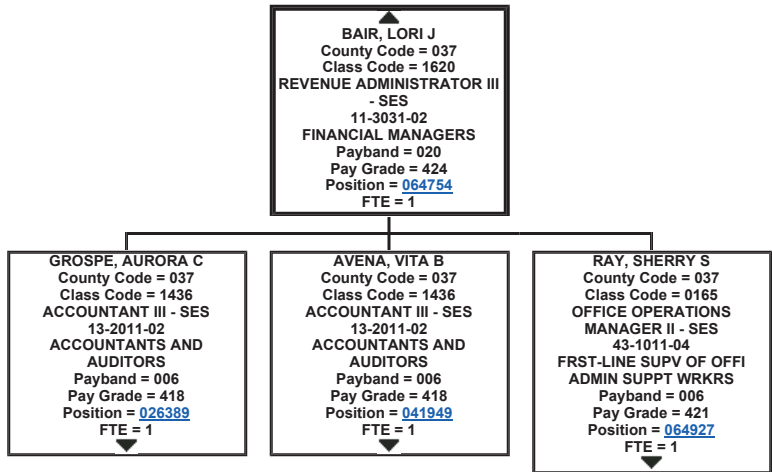 BAIR, LORI J
County Code = 037
Class Code = 1620
REVENUE ADMINISTRATOR III
- SES
11-3031-02
FINANCIAL MANAGERS
Payband = 020
Pay Grade = 424
Position = 064754
FTE = 1
GROSPE, AURORA C
County Code = 037
Class Code = 1436
ACCOUNTANT III - SES
13-2011-02
ACCOUNTANTS AND
AUDITORS
Payband = 006
Pay Grade = 418
Position = 026389
FTE = 1
AVENA, VITA B
County Code = 037
Class Code = 1436
ACCOUNTANT III - SES
13-2011-02
ACCOUNTANTS AND
AUDITORS
Payband = 006
Pay Grade = 418
Position = 041949
FTE = 1
RAY, SHERRY S
County Code = 037
Class Code = 0165
OFFICE OPERATIONS
MANAGER II - SES
43-1011-04
FRST-LINE SUPV OF OFFI
ADMIN SUPPT WRKRS
Payband = 006
Pay Grade = 421
Position = 064927
FTE = 1